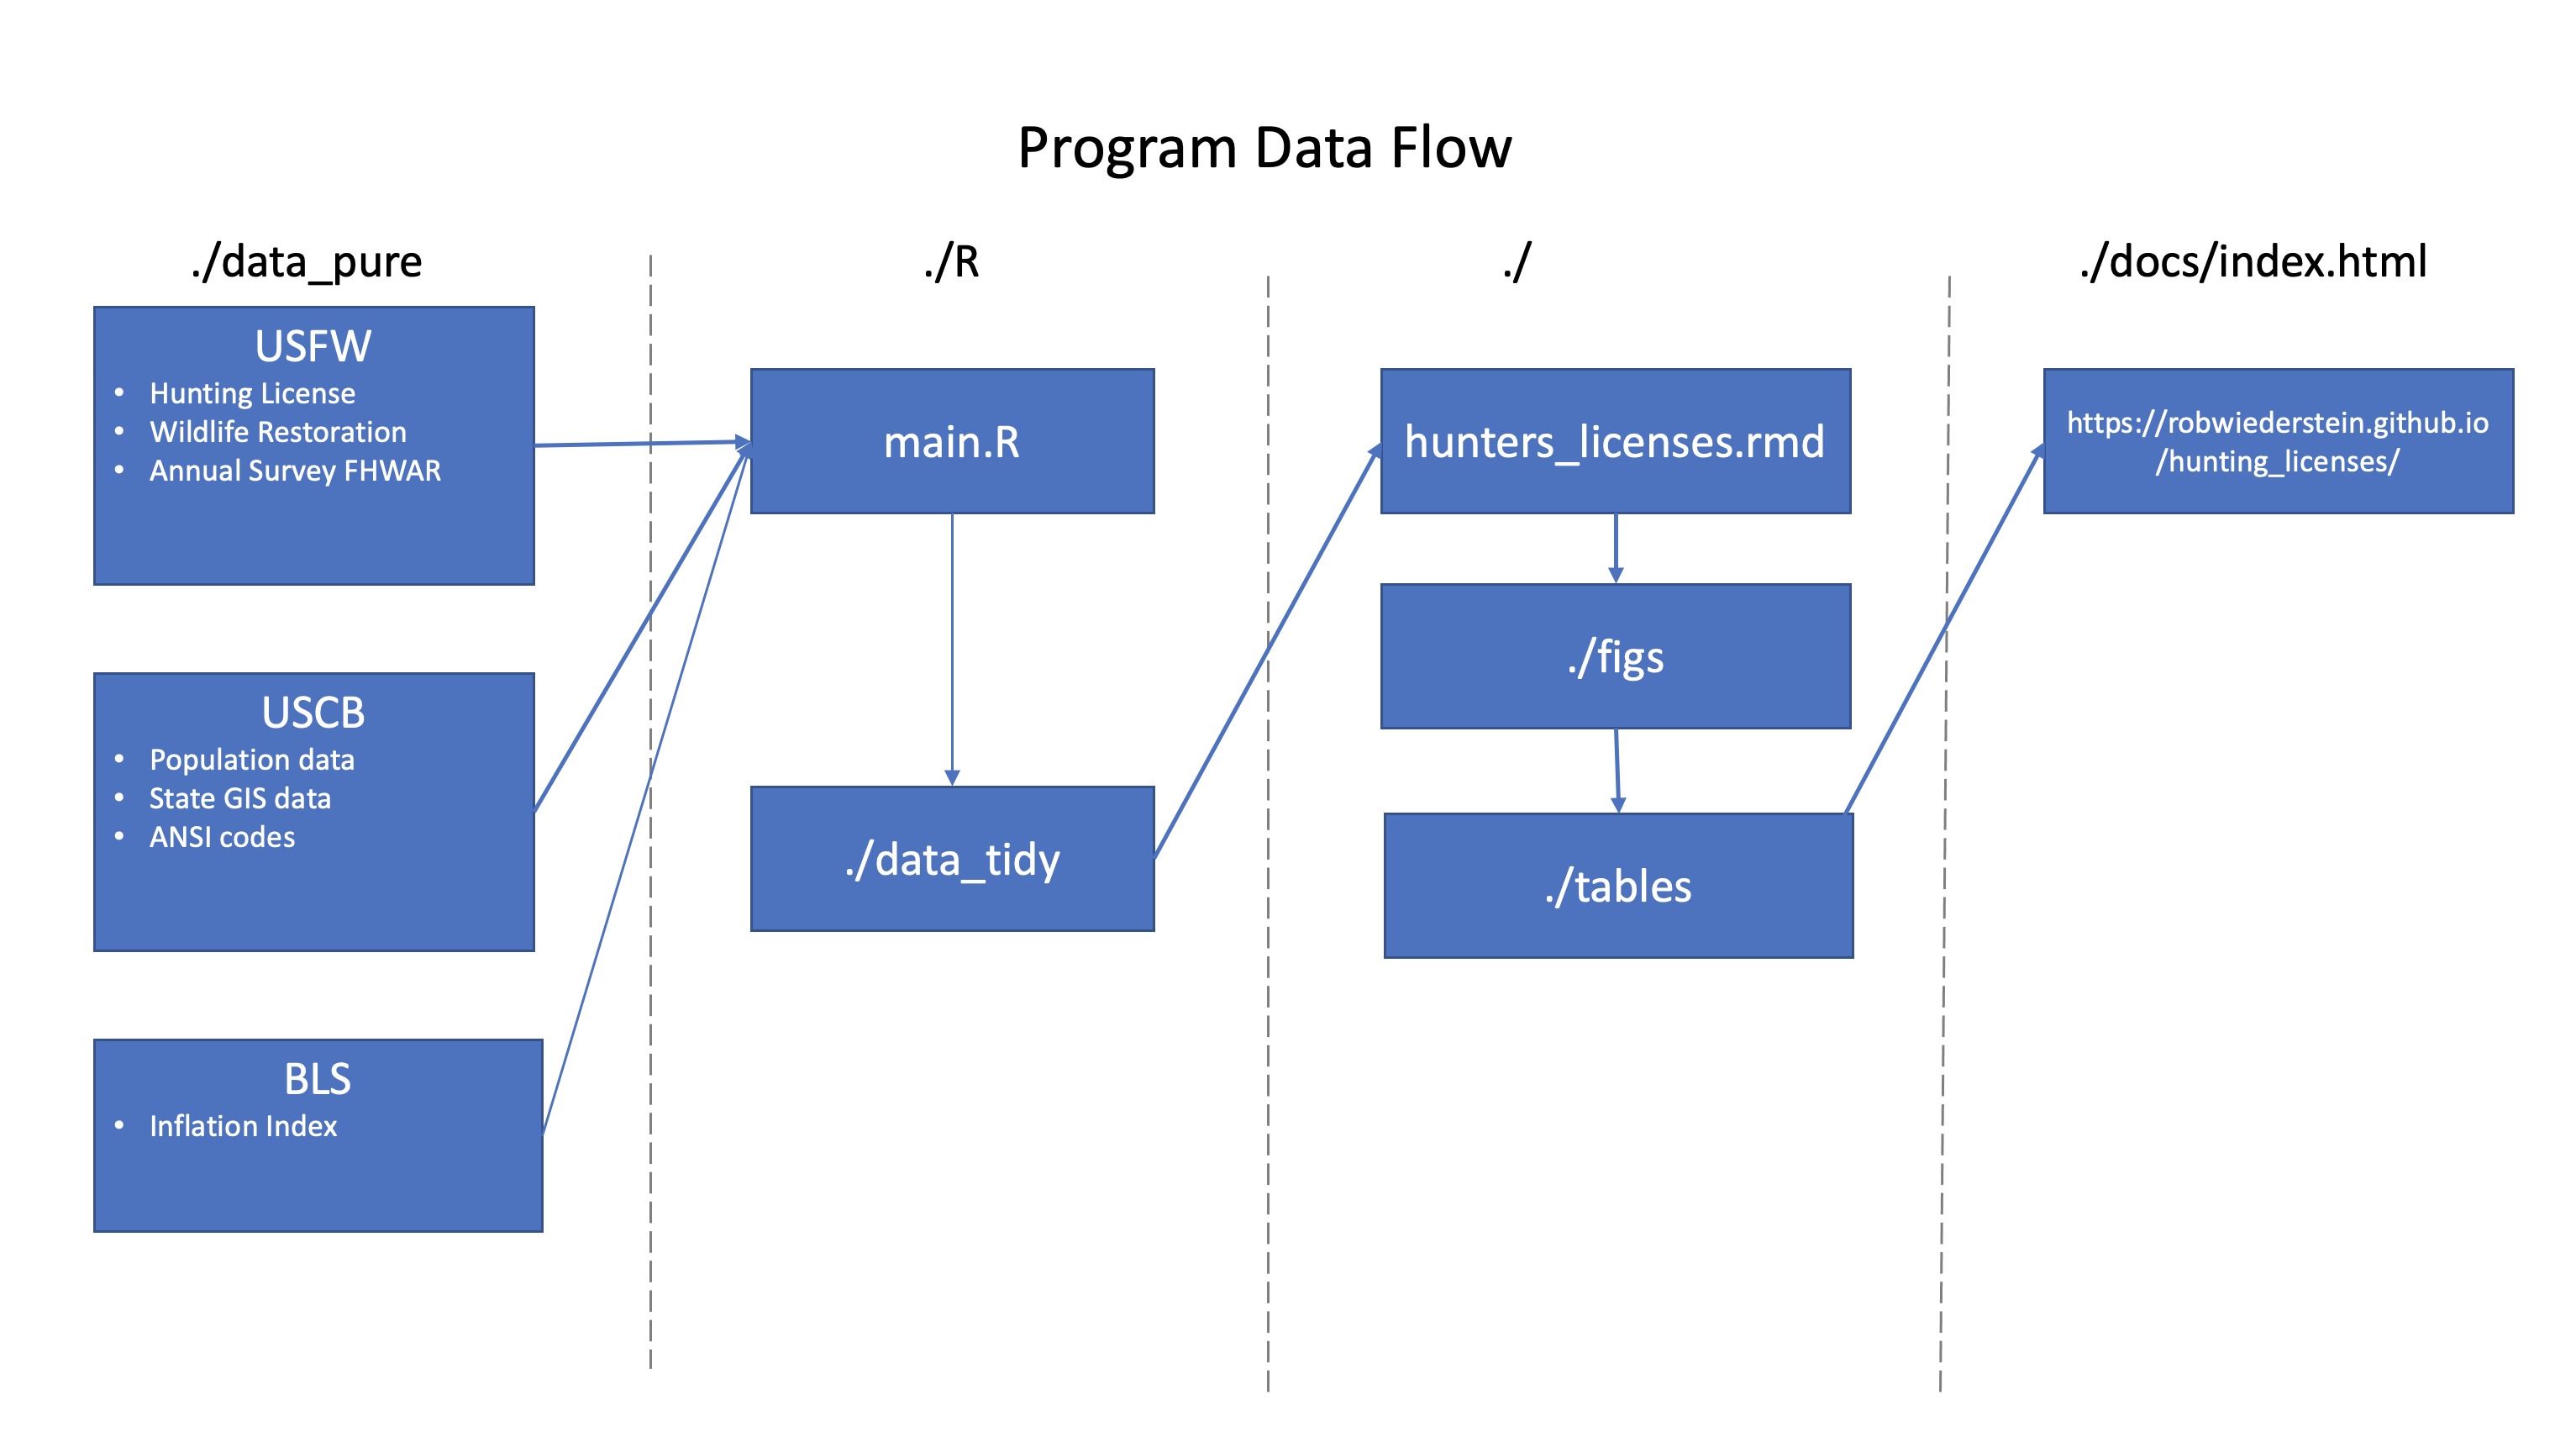 Program Data Flow
./data_pure
./R
./
./docs/index.html
USFW
• Hunting License
• Wildlife Restoration
• Annual Survey FHWAR
USCB
• Population data
• State GIS data
• ANSI codes
BLS
• Inflation Index
main.R
./data_tidy
hunters_licenses.rmd
./figs
./tables
https://robwiederstein.github.io
/hunting_licenses/